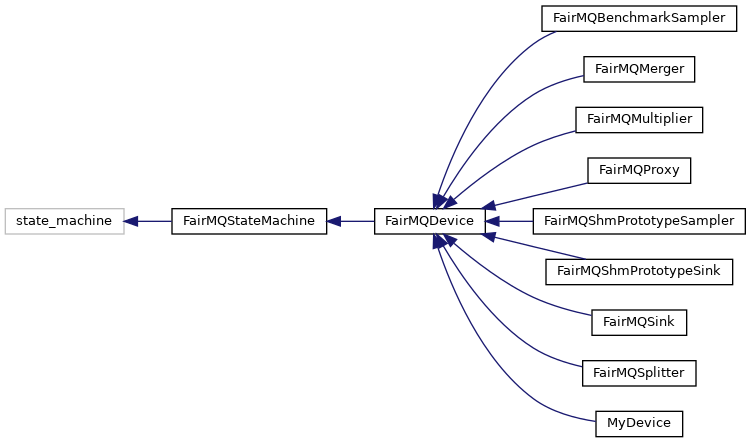 FairMQBenchmarkSampler
FairMQMerger
FairMQMultiplier
FairMQProxy
state_machine
FairMQStateMachine
FairMQDevice
FairMQShmPrototypeSampler
FairMQShmPrototypeSink
FairMQSink
FairMQSplitter
MyDevice